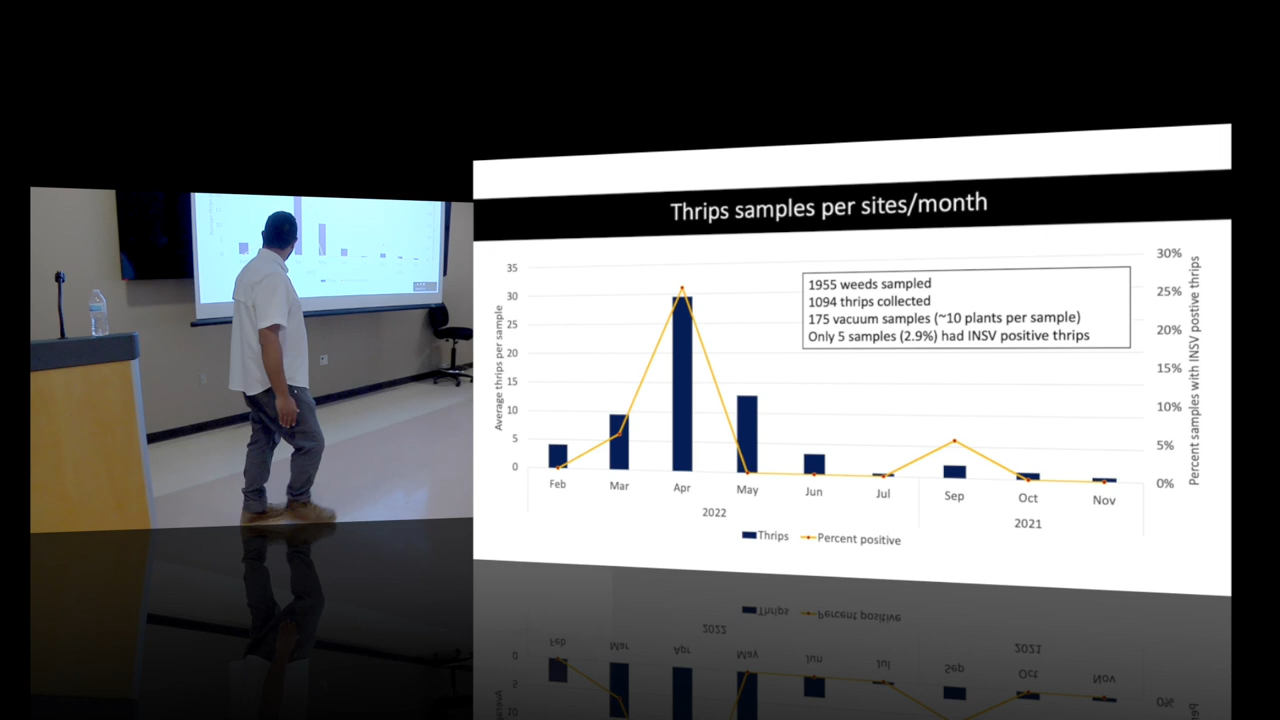 Thrips samples per sites/month
35
30
25
20
15
10
5
0
Average thrips per sample
30%
25%
20%
15%
10%
5%
0%
Percent samples with INSV postive thrips
1955 weeds sampled
1094 thrips collected
175 vacuum samples (~10 plants per sample)
Only 5 samples (2.9%) had INSV positive thrips
Feb Mar Apr May Jun Jul Sep Oct Nov
2022 2021
Thrips Percent positive